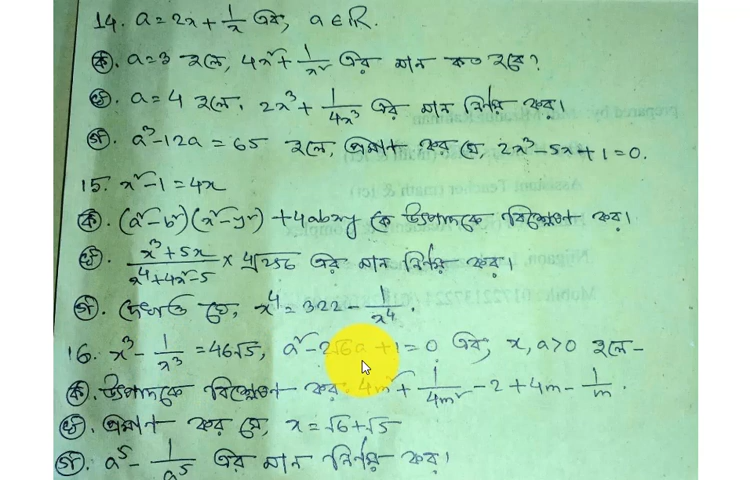 14. a = 2x + 1/x এবং, a ∈ ℝ.
ক. a = 3 হলে, 4x² + 1/x² এর মান কত হবে?
খ. a = 4 হলে, 2x³ + 1/4x³ এর মান নির্ণয় কর।
গ. a³ - 12a = 65 হলে, প্রমাণ কর যে, 2x³ - 5x + 1 = 0.
15. x² - 1 = 4x
ক. (a² - b²)(x² - y²) + 4abxy কে উৎপাদকে বিশ্লেষণ কর।
খ. x³ + 5x / x⁴ + 4x² - 5 × ⁴√256 এর মান নির্ণয় কর।
গ. দেখাও যে, x⁴ = 322 - 1/x⁴.
16. x³ - 1/x³ = 46√5, a² - 2√6a + 1 = 0 এবং, x, a > 0 হলে -
ক. উৎপাদকে বিশ্লেষণ কর, 4m² + 1/4m² - 2 + 4m - 1/m.
খ. প্রমাণ কর যে, x = √6 + √5
গ. a⁵ - 1/a⁵ এর মান নির্ণয় কর।